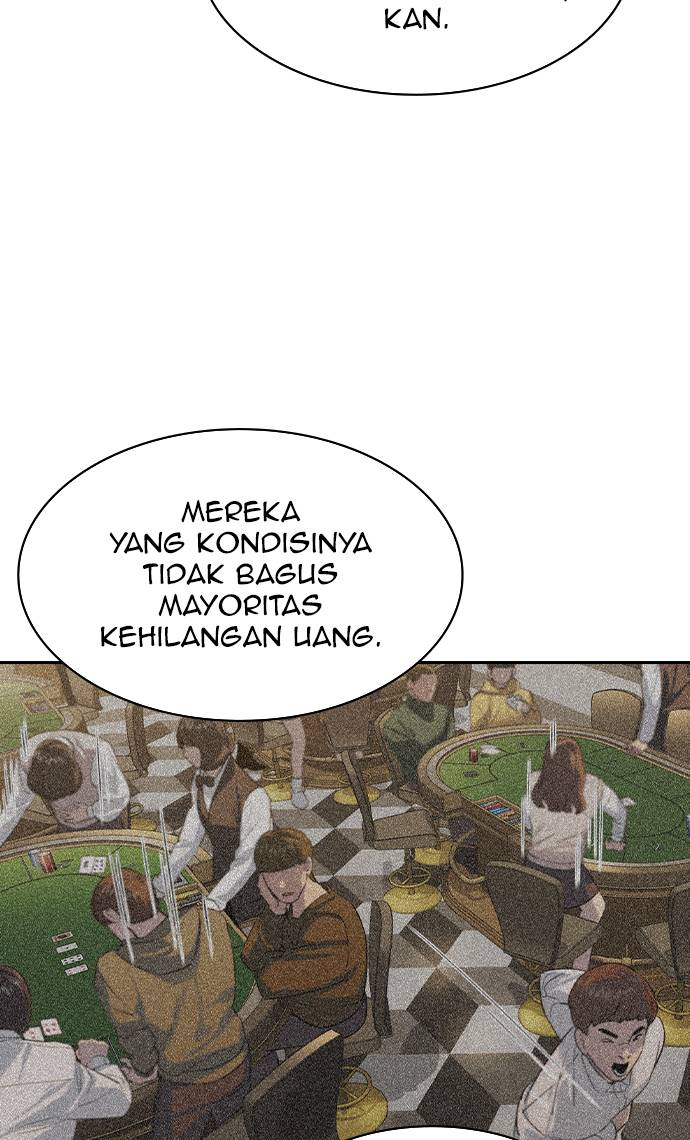 KAN.
MEREKA
YANG KONDISINYA
TIDAK BAGUS
MAYORITAS
KEHILANGAN UANG.